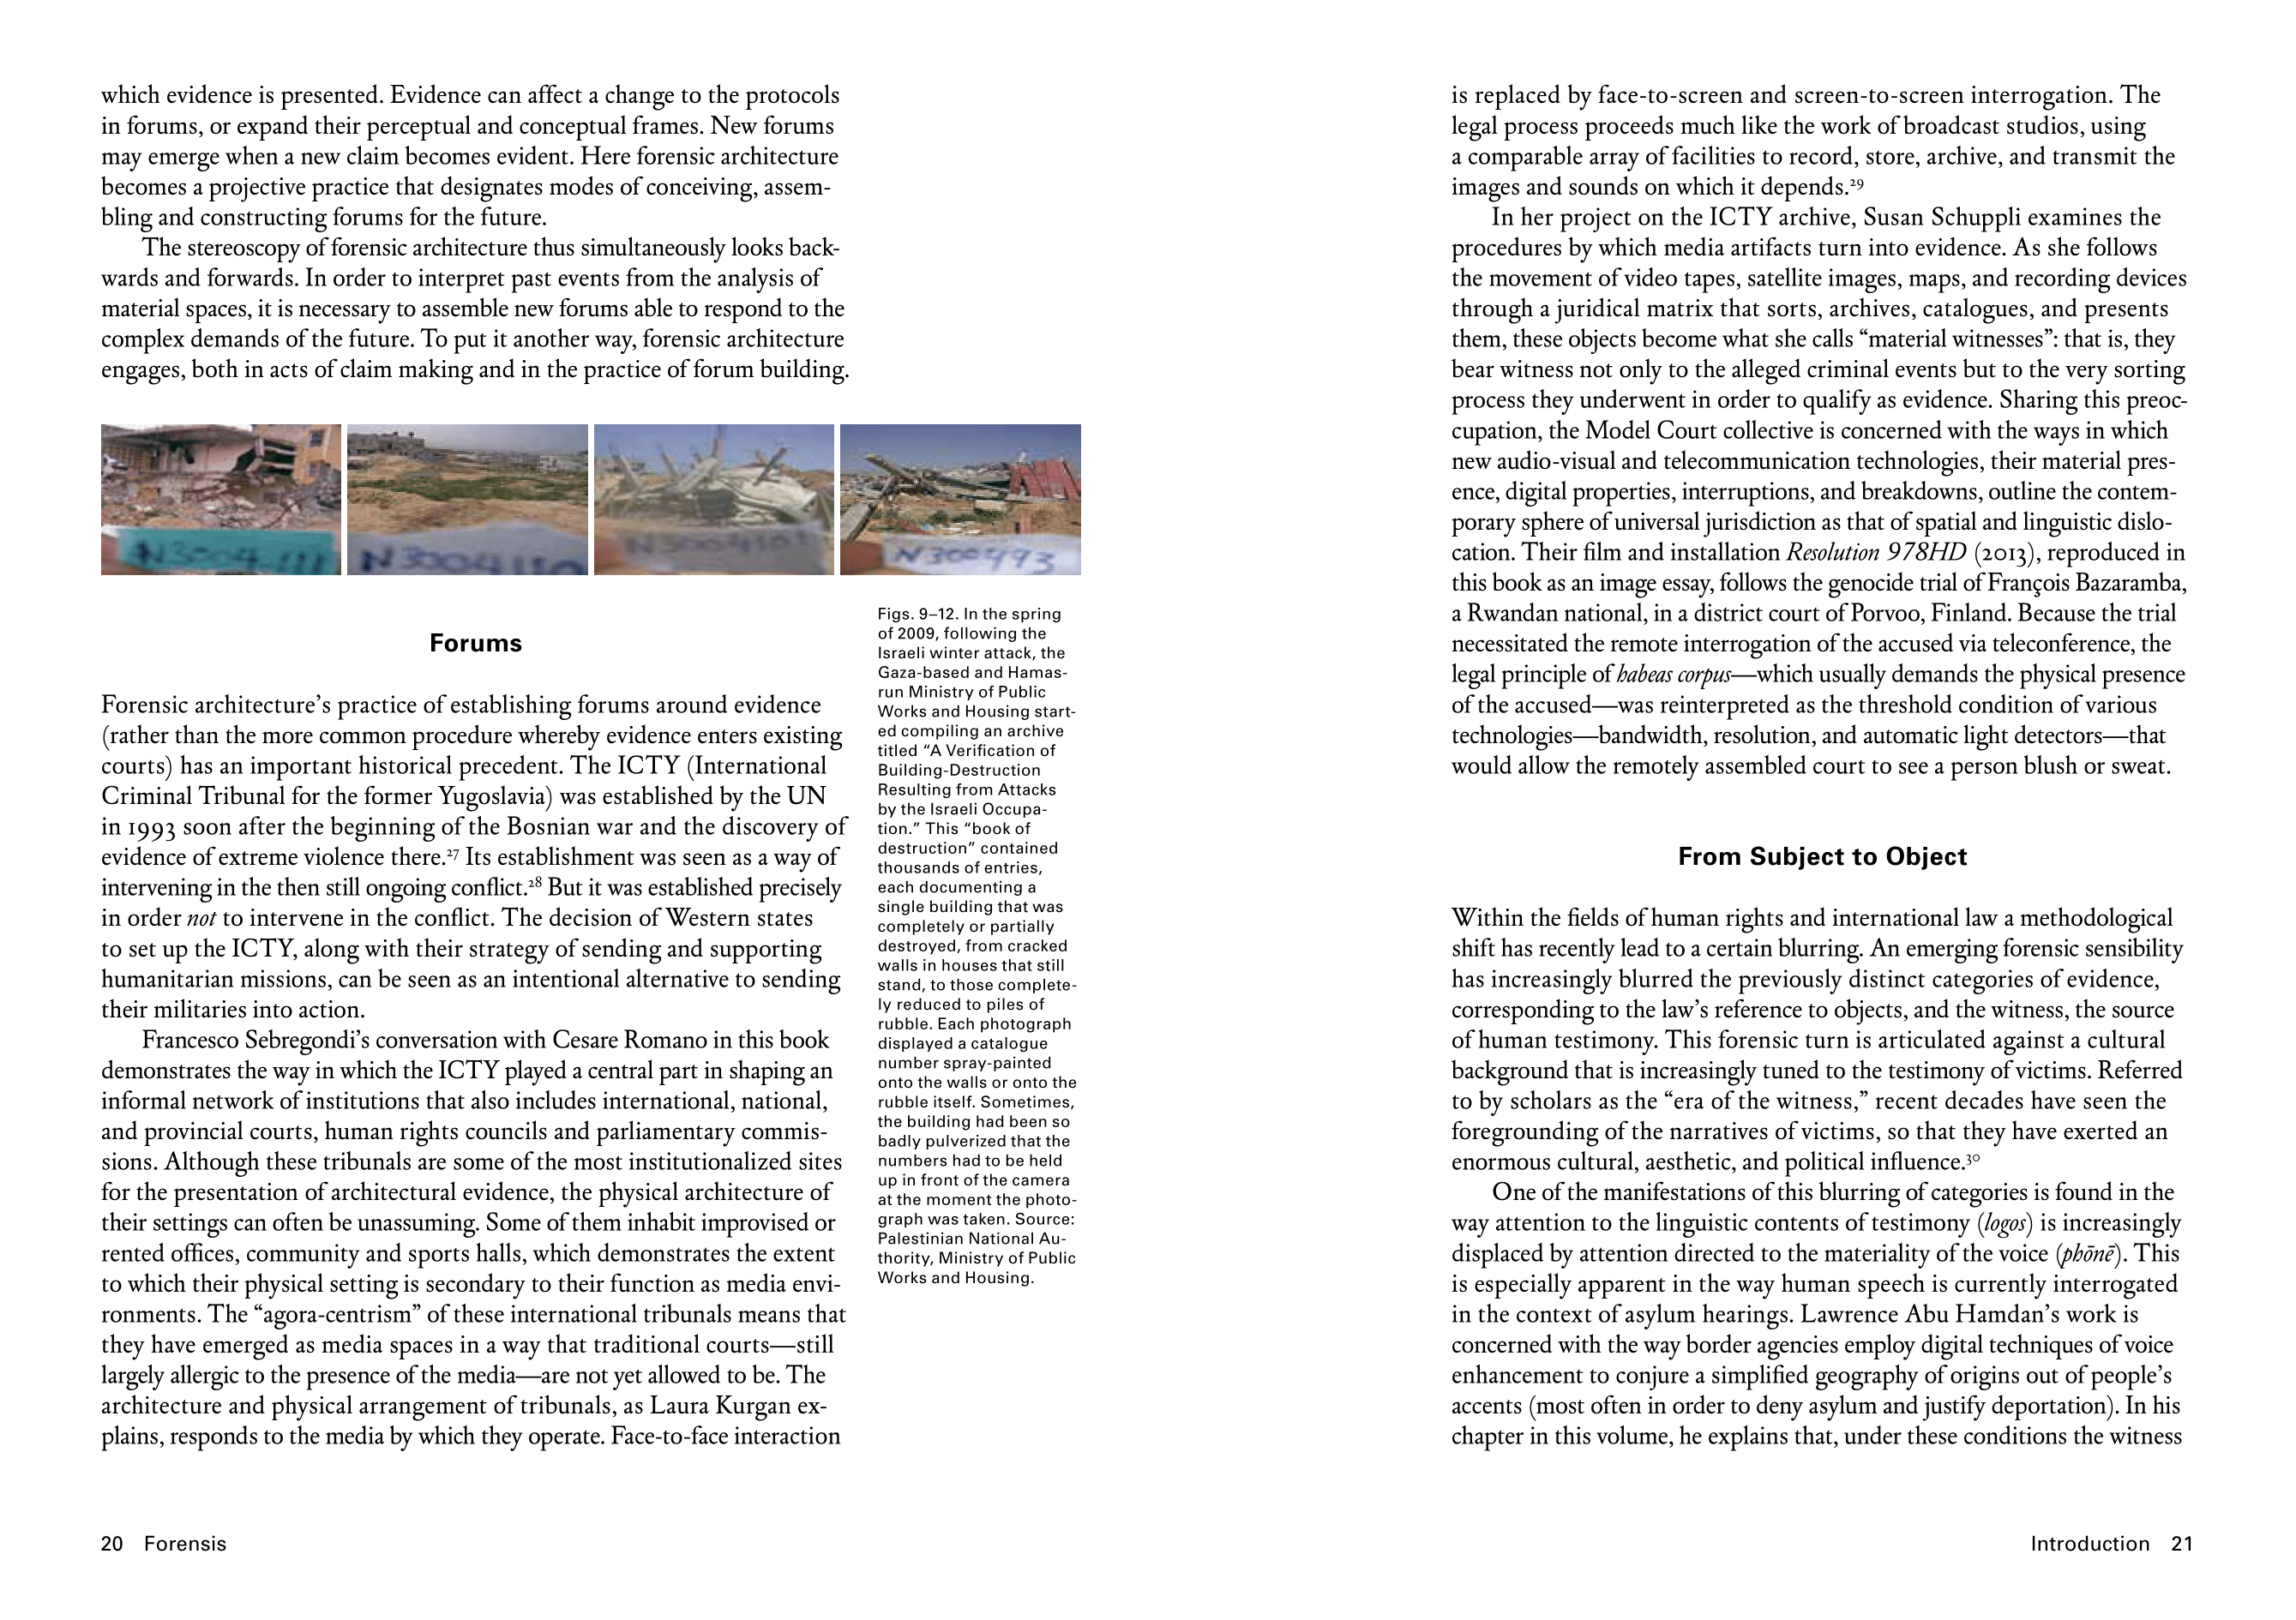 which evidence is presented. Evidence can affect a change to the protocols
in forums, or expand their perceptual and conceptual frames. New forums
may emerge when a new claim becomes evident. Here forensic architecture
becomes a projective practice that designates modes of conceiving, assem-
bling and constructing forums for the future.
The stereoscopy of forensic architecture thus simultaneously looks back-
wards and forwards. In order to interpret past events from the analysis of
material spaces, it is necessary to assemble new forums able to respond to the
complex demands of the future. To put it another way, forensic architecture
engages, both in acts of claim making and in the practice of forum building.
N3004111
N3004110
N3004101
N300493
Forums
Forensic architecture’s practice of establishing forums around evidence
(rather than the more common procedure whereby evidence enters existing
courts) has an important historical precedent. The ICTY (International
Criminal Tribunal for the former Yugoslavia) was established by the UN
in 1993 soon after the beginning of the Bosnian war and the discovery of
evidence of extreme violence there.²⁷ Its establishment was seen as a way of
intervening in the then still ongoing conflict.²⁸ But it was established precisely
in order not to intervene in the conflict. The decision of Western states
to set up the ICTY, along with their strategy of sending and supporting
humanitarian missions, can be seen as an intentional alternative to sending
their militaries into action.
Francesco Sebregondi’s conversation with Cesare Romano in this book
demonstrates the way in which the ICTY played a central part in shaping an
informal network of institutions that also includes international, national,
and provincial courts, human rights councils and parliamentary commis-
sions. Although these tribunals are some of the most institutionalized sites
for the presentation of architectural evidence, the physical architecture of
their settings can often be unassuming. Some of them inhabit improvised or
rented offices, community and sports halls, which demonstrates the extent
to which their physical setting is secondary to their function as media envi-
ronments. The “agora-centrism” of these international tribunals means that
they have emerged as media spaces in a way that traditional courts—still
largely allergic to the presence of the media—are not yet allowed to be. The
architecture and physical arrangement of tribunals, as Laura Kurgan ex-
plains, responds to the media by which they operate. Face-to-face interaction
Figs. 9–12. In the spring
of 2009, following the
Israeli winter attack, the
Gaza-based and Hamas-
run Ministry of Public
Works and Housing start-
ed compiling an archive
titled “A Verification of
Building-Destruction
Resulting from Attacks
by the Israeli Occupa-
tion.” This “book of
destruction” contained
thousands of entries,
each documenting a
single building that was
completely or partially
destroyed, from cracked
walls in houses that still
stand, to those complete-
ly reduced to piles of
rubble. Each photograph
displayed a catalogue
number spray-painted
onto the walls or onto the
rubble itself. Sometimes,
the building had been so
badly pulverized that the
numbers had to be held
up in front of the camera
at the moment the photo-
graph was taken. Source:
Palestinian National Au-
thority, Ministry of Public
Works and Housing.
20 Forensis
is replaced by face-to-screen and screen-to-screen interrogation. The
legal process proceeds much like the work of broadcast studios, using
a comparable array of facilities to record, store, archive, and transmit the
images and sounds on which it depends.²⁹
In her project on the ICTY archive, Susan Schuppli examines the
procedures by which media artifacts turn into evidence. As she follows
the movement of video tapes, satellite images, maps, and recording devices
through a juridical matrix that sorts, archives, catalogues, and presents
them, these objects become what she calls “material witnesses”: that is, they
bear witness not only to the alleged criminal events but to the very sorting
process they underwent in order to qualify as evidence. Sharing this preoc-
cupation, the Model Court collective is concerned with the ways in which
new audio-visual and telecommunication technologies, their material pres-
ence, digital properties, interruptions, and breakdowns, outline the contem-
porary sphere of universal jurisdiction as that of spatial and linguistic dislo-
cation. Their film and installation Resolution 978HD (2013), reproduced in
this book as an image essay, follows the genocide trial of François Bazaramba,
a Rwandan national, in a district court of Porvoo, Finland. Because the trial
necessitated the remote interrogation of the accused via teleconference, the
legal principle of habeas corpus—which usually demands the physical presence
of the accused—was reinterpreted as the threshold condition of various
technologies—bandwidth, resolution, and automatic light detectors—that
would allow the remotely assembled court to see a person blush or sweat.
From Subject to Object
Within the fields of human rights and international law a methodological
shift has recently lead to a certain blurring. An emerging forensic sensibility
has increasingly blurred the previously distinct categories of evidence,
corresponding to the law’s reference to objects, and the witness, the source
of human testimony. This forensic turn is articulated against a cultural
background that is increasingly tuned to the testimony of victims. Referred
to by scholars as the “era of the witness,” recent decades have seen the
foregrounding of the narratives of victims, so that they have exerted an
enormous cultural, aesthetic, and political influence.³⁰
One of the manifestations of this blurring of categories is found in the
way attention to the linguistic contents of testimony (logos) is increasingly
displaced by attention directed to the materiality of the voice (phōnē). This
is especially apparent in the way human speech is currently interrogated
in the context of asylum hearings. Lawrence Abu Hamdan’s work is
concerned with the way border agencies employ digital techniques of voice
enhancement to conjure a simplified geography of origins out of people’s
accents (most often in order to deny asylum and justify deportation). In his
chapter in this volume, he explains that, under these conditions the witness
Introduction 21